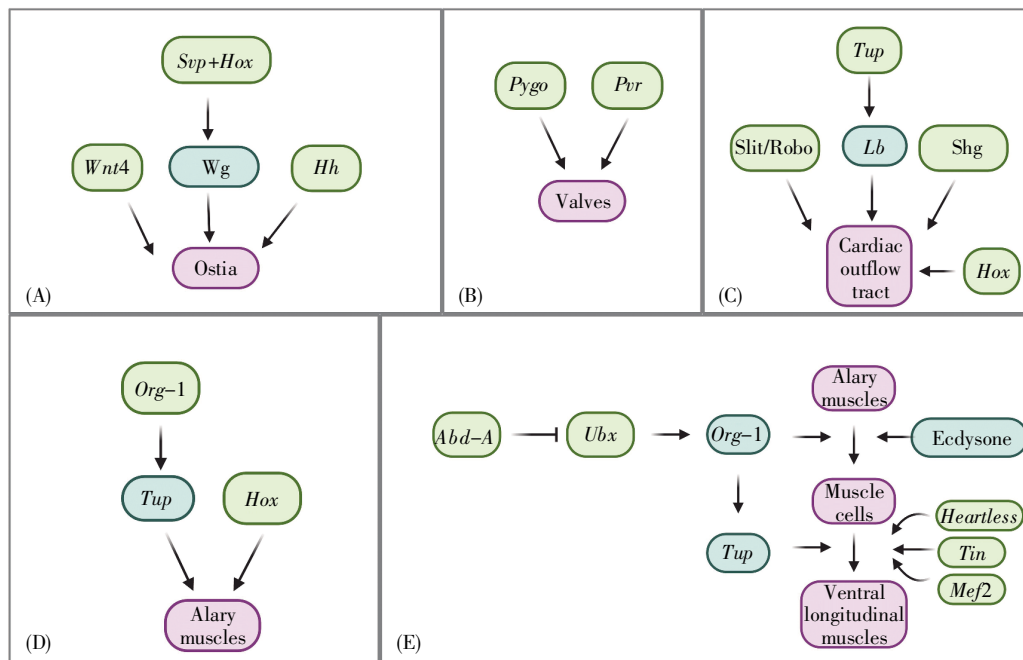 Svp+Hox
Wnt4
Wg
Hh
Ostia
(A)
Pygo
Pvr
Valves
(B)
Tup
Slit/Robo
Lb
Shg
Cardiac
outflow
tract
Hox
(C)
Org-1
Tup
Hox
Alary
muscles
(D)
Alary
muscles
Abd-A
Ubx
Org-1
Ecdysone
Muscle
cells
Heartless
Tup
Tin
Mef2
Ventral
longitudinal
muscles
(E)